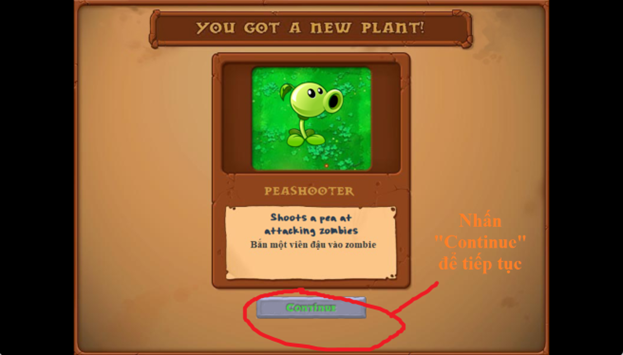 YOU GOT A NEW PLANT!
PEASHOOTER
Shoots a pea at
attacking zombies
Bắn một viên đậu vào zombie
Nhấn
"Continue"
để tiếp tục
Continue